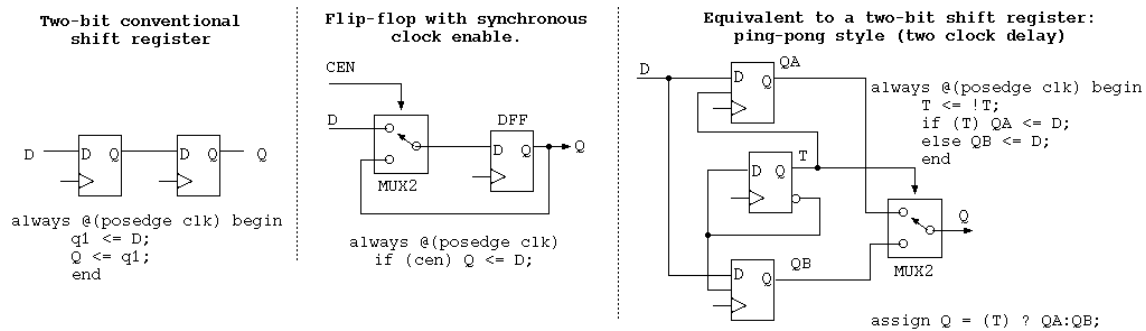 Two-bit conventional
shift register
D
D Q
D Q
Q
always @(posedge clk) begin
q1 <= D;
Q <= q1;
end
Flip-flop with synchronous
clock enable.
CEN
D
MUX2
DFF
D Q
Q
always @(posedge clk)
if (cen) Q <= D;
Equivalent to a two-bit shift register:
ping-pong style (two clock delay)
D
D Q
QA
always @(posedge clk) begin
T <= !T;
if (T) QA <= D;
else QB <= D;
end
D Q
T
Q
MUX2
D Q
QB
assign Q = (T) ? QA:QB;